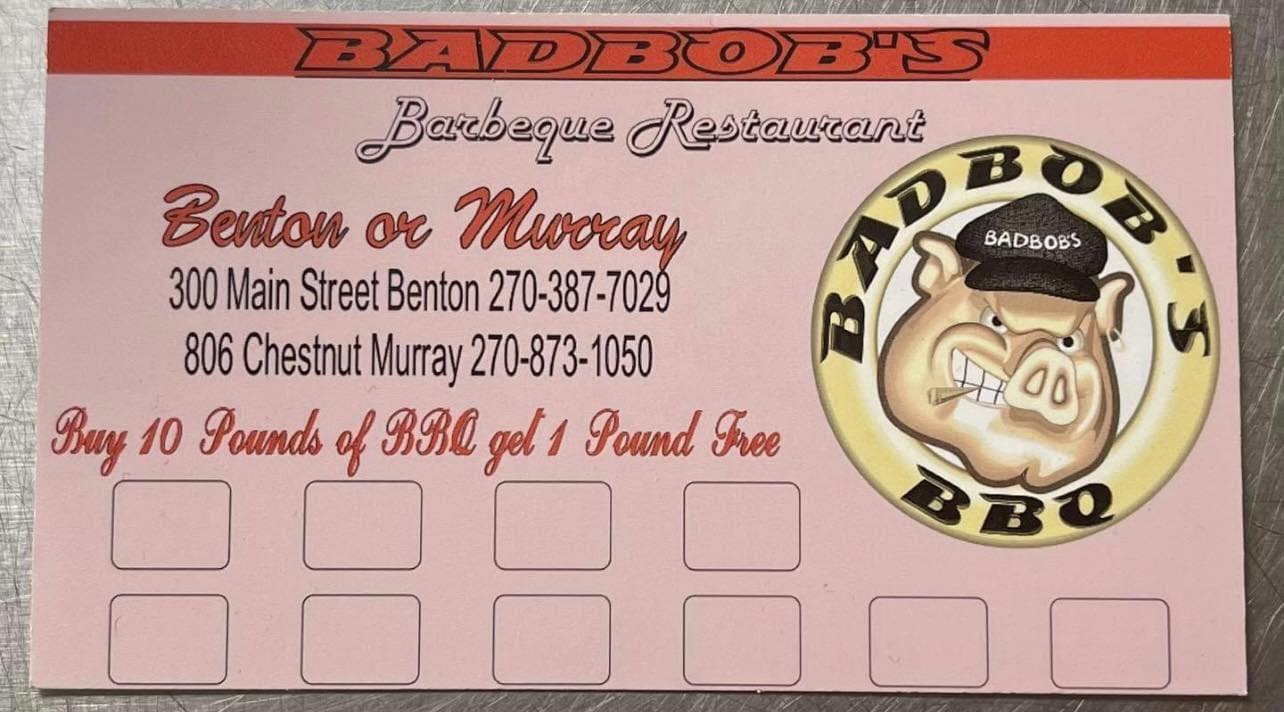 BADBOB'S
Barbeque Restaurant
Benton or Murray
300 Main Street Benton 270-387-7029
806 Chestnut Murray 270-873-1050
Buy 10 Pounds of BBQ get 1 Pound Free
BADBOB'S
BADBOB'S
BBQ